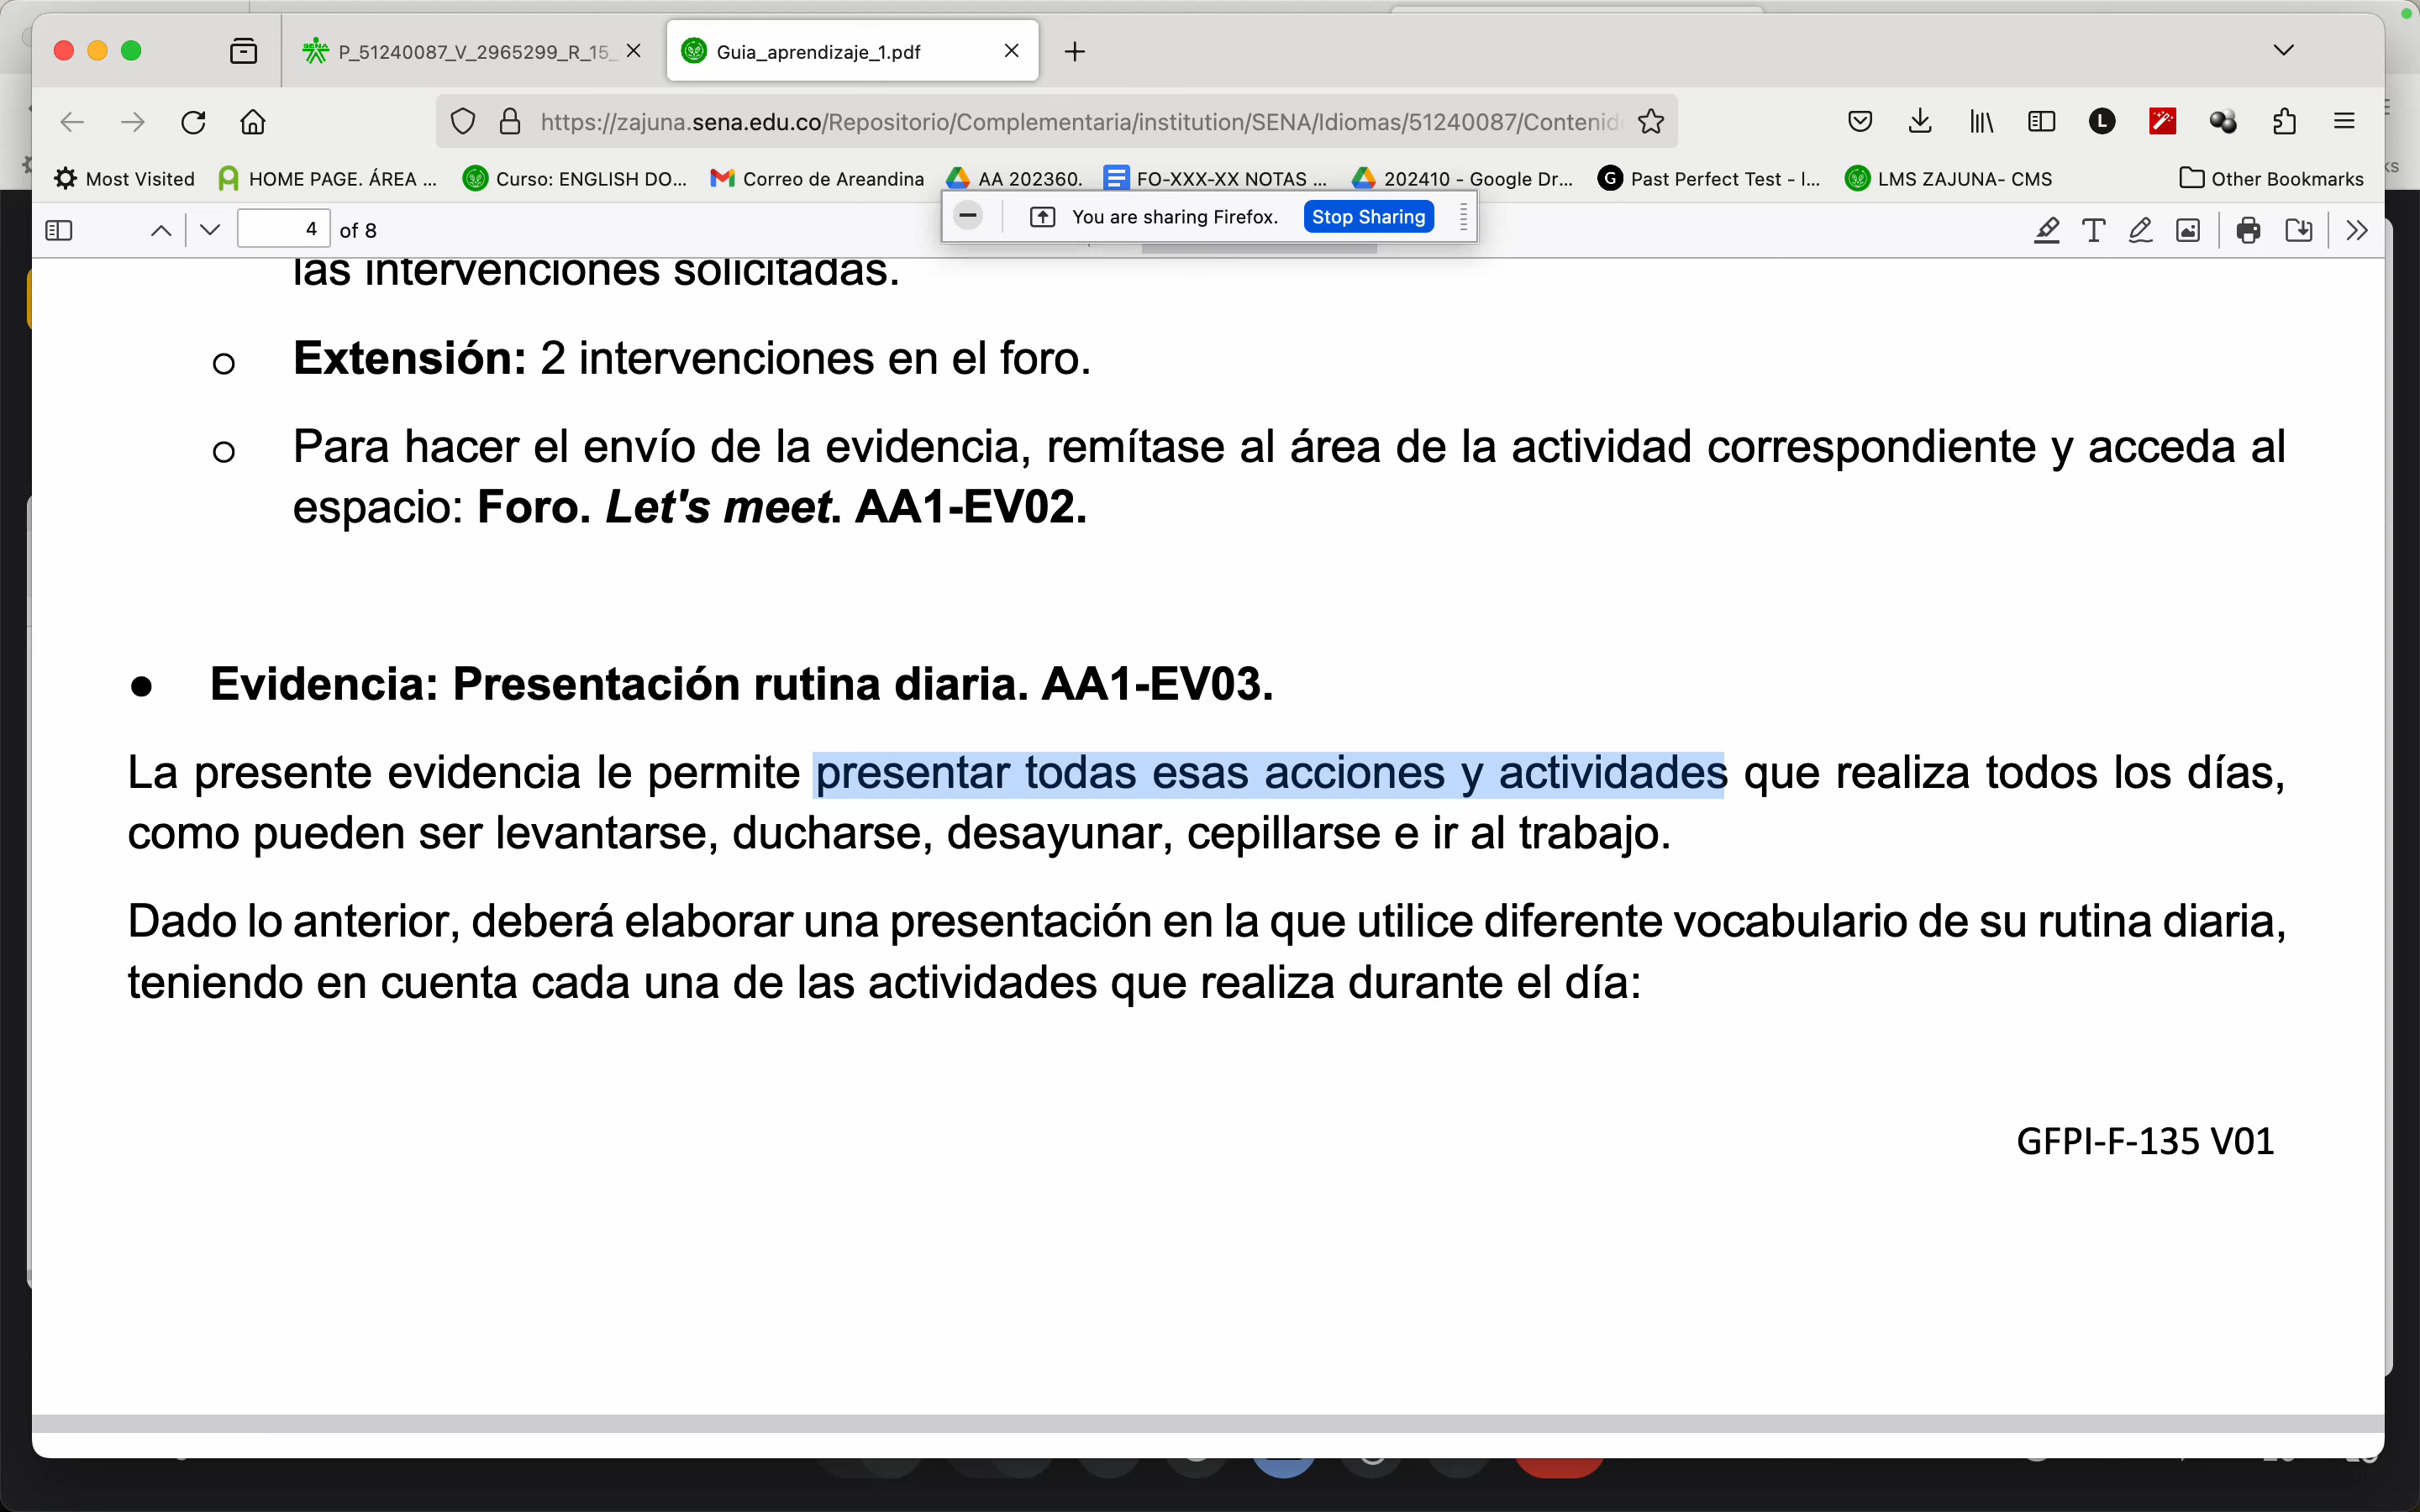 P_51240087_V_2965299_R_15_
Guia_aprendizaje_1.pdf
https://zajuna.sena.edu.co/Repositorio/Complementaria/institution/SENA/Idiomas/51240087/Contenid
Most Visited
HOME PAGE. ÁREA ...
Curso: ENGLISH DO...
Correo de Areandina
AA 202360.
FO-XXX-XX NOTAS ...
202410 - Google Dr...
Past Perfect Test - I...
LMS ZAJUNA- CMS
Other Bookmarks
4 of 8
You are sharing Firefox.
Stop Sharing
las intervenciones solicitadas.
o Extensión: 2 intervenciones en el foro.
o Para hacer el envío de la evidencia, remítase al área de la actividad correspondiente y acceda al
espacio: Foro. Let's meet. AA1-EV02.
● Evidencia: Presentación rutina diaria. AA1-EV03.
La presente evidencia le permite presentar todas esas acciones y actividades que realiza todos los días,
como pueden ser levantarse, ducharse, desayunar, cepillarse e ir al trabajo.
Dado lo anterior, deberá elaborar una presentación en la que utilice diferente vocabulario de su rutina diaria,
teniendo en cuenta cada una de las actividades que realiza durante el día:
GFPI-F-135 V01